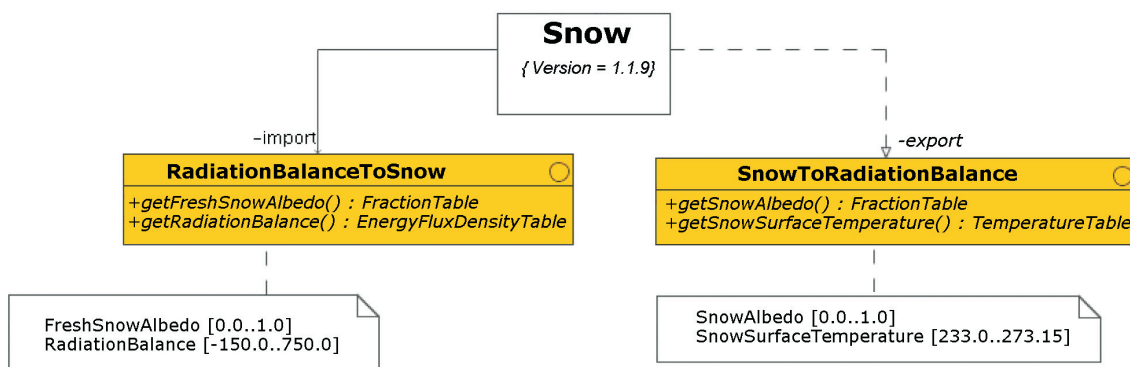 Snow
{ Version = 1.1.9}
-import
-export
RadiationBalanceToSnow
+getFreshSnowAlbedo() : FractionTable
+getRadiationBalance() : EnergyFluxDensityTable
SnowToRadiationBalance
+getSnowAlbedo() : FractionTable
+getSnowSurfaceTemperature() : TemperatureTable
FreshSnowAlbedo [0.0..1.0]
RadiationBalance [-150.0..750.0]
SnowAlbedo [0.0..1.0]
SnowSurfaceTemperature [233.0..273.15]